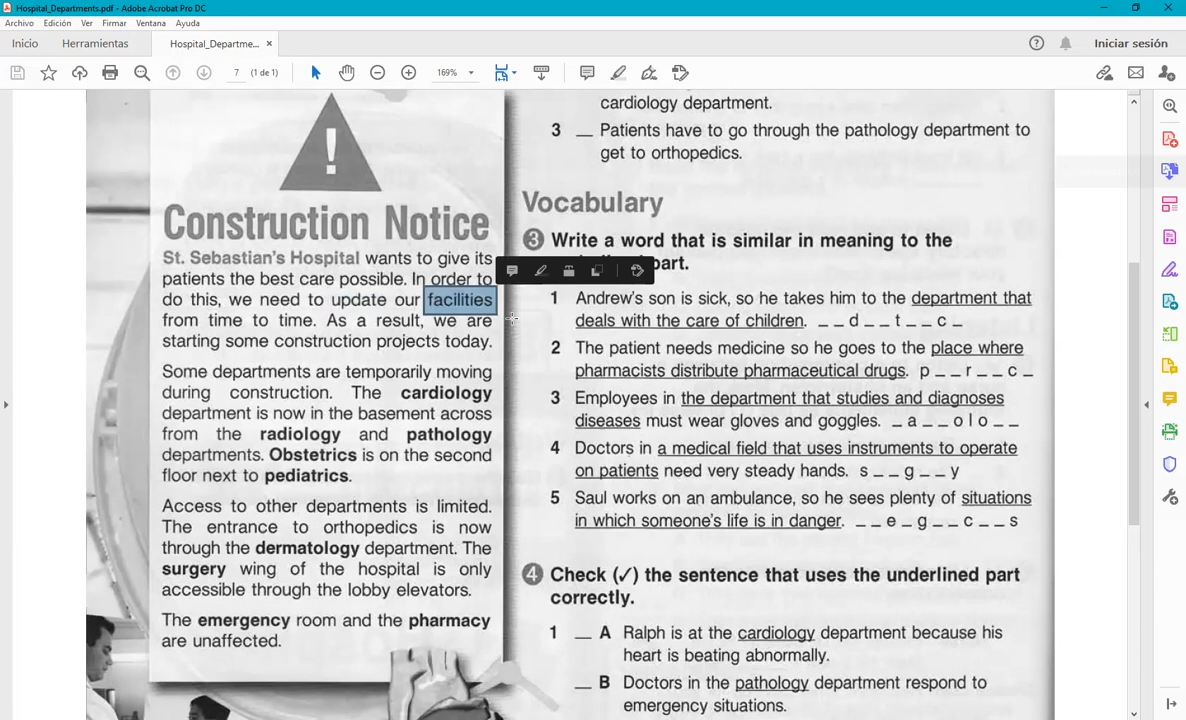 Hospital_Departments.pdf - Adobe Acrobat Pro DC
Archivo Edición Ver Firmar Ventana Ayuda
Inicio Herramientas Hospital_Departme... × Iniciar sesión
7 (1 de 1) 169%
cardiology department.
3 __ Patients have to go through the pathology department to
get to orthopedics.
!
Construction Notice
St. Sebastian's Hospital wants to give its
patients the best care possible. In order to
do this, we need to update our facilities
from time to time. As a result, we are
starting some construction projects today.
Some departments are temporarily moving
during construction. The cardiology
department is now in the basement across
from the radiology and pathology
departments. Obstetrics is on the second
floor next to pediatrics.
Access to other departments is limited.
The entrance to orthopedics is now
through the dermatology department. The
surgery wing of the hospital is only
accessible through the lobby elevators.
The emergency room and the pharmacy
are unaffected.
Vocabulary
3 Write a word that is similar in meaning to the
part.
1 Andrew's son is sick, so he takes him to the department that
deals with the care of children. _ _ d _ _ t _ _ c _
2 The patient needs medicine so he goes to the place where
pharmacists distribute pharmaceutical drugs. p _ _ r _ _ c _
3 Employees in the department that studies and diagnoses
diseases must wear gloves and goggles. _ a _ _ o l o _ _
4 Doctors in a medical field that uses instruments to operate
on patients need very steady hands. s _ _ g _ _ y
5 Saul works on an ambulance, so he sees plenty of situations
in which someone's life is in danger. _ _ e _ g _ _ c _ _ s
4 Check (✓) the sentence that uses the underlined part
correctly.
1 __ A Ralph is at the cardiology department because his
heart is beating abnormally.
__ B Doctors in the pathology department respond to
emergency situations.